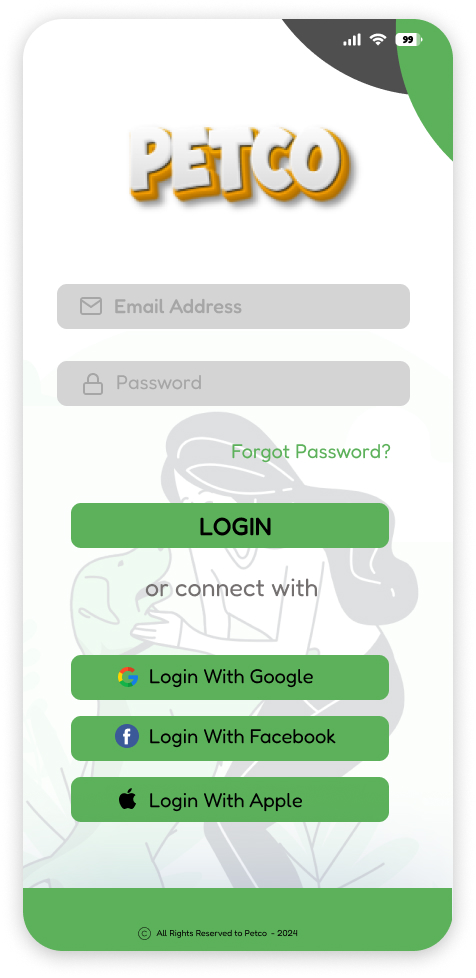 99
PETCO
Email Address
Password
Forgot Password?
LOGIN
or connect with
Login With Google
Login With Facebook
Login With Apple
© All Rights Reserved to Petco - 2024